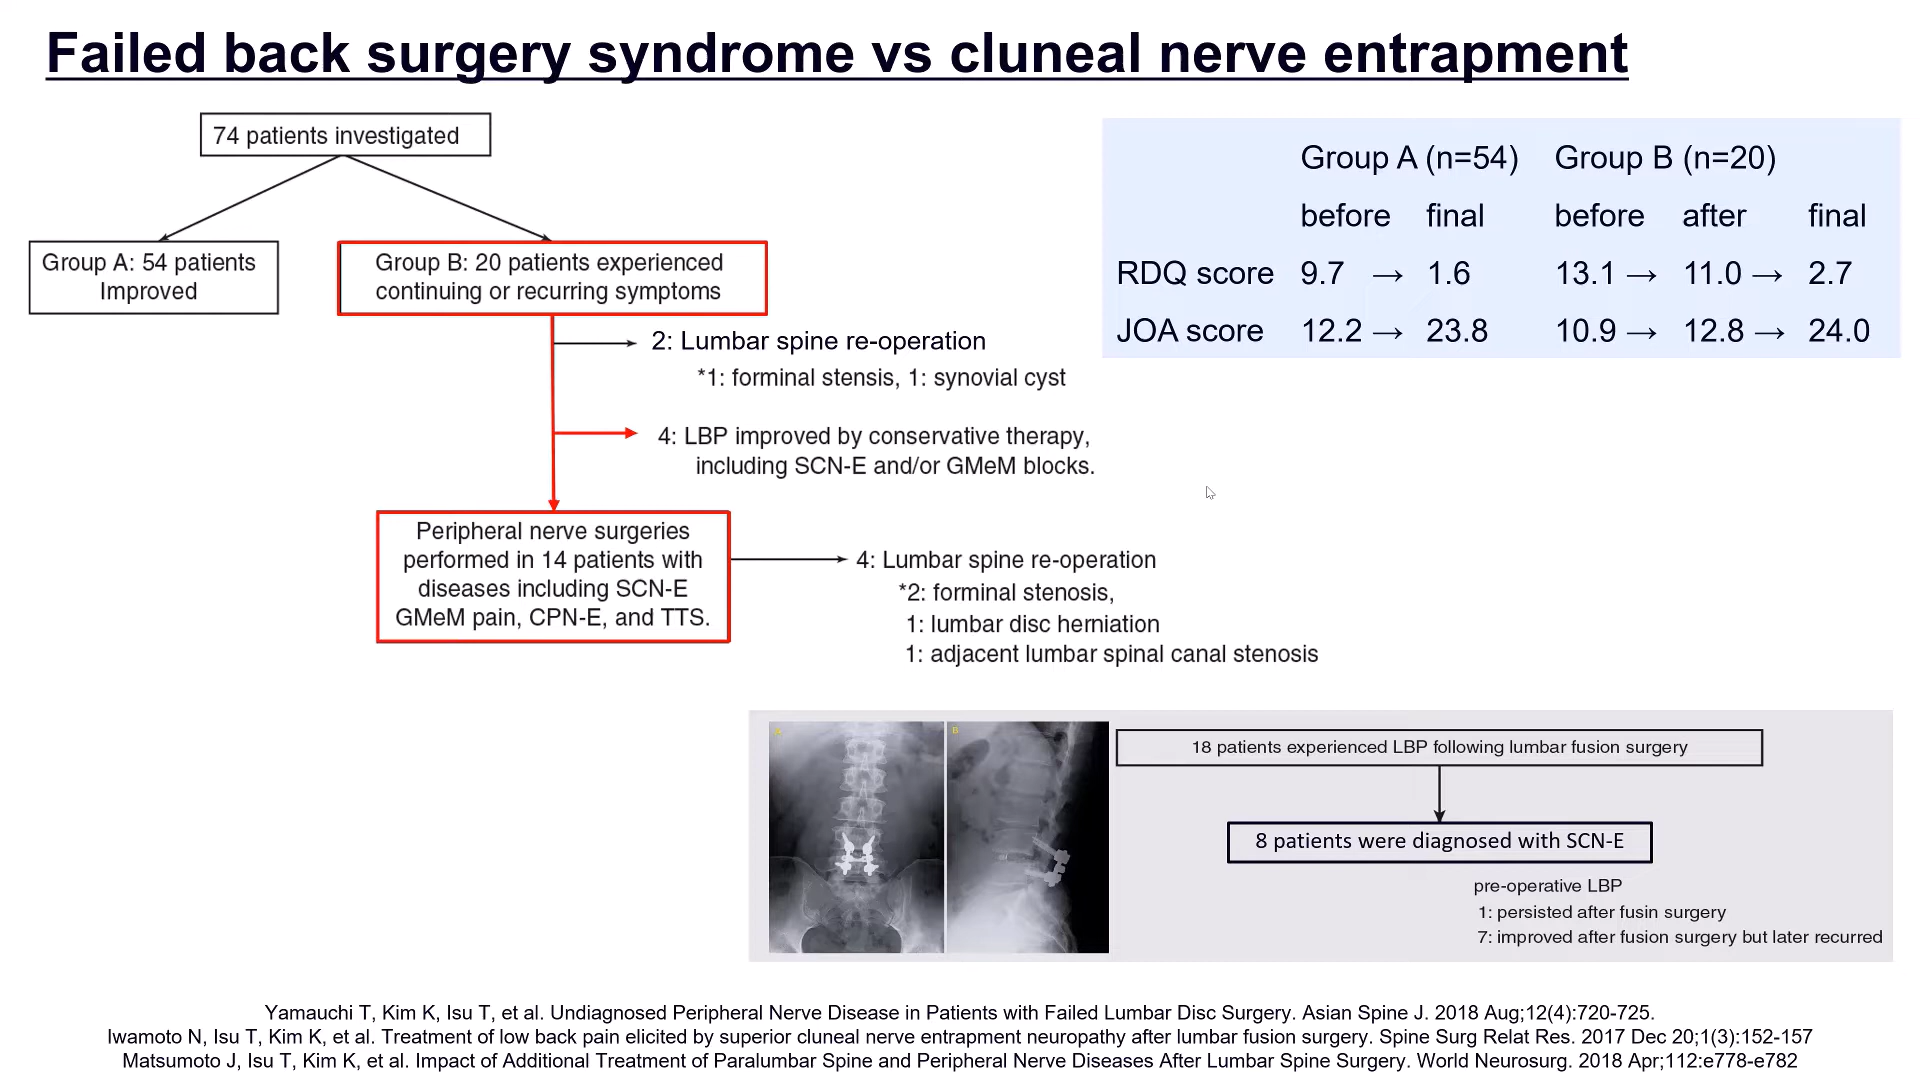 Failed back surgery syndrome vs cluneal nerve entrapment
74 patients investigated
Group A: 54 patients
Improved
Group B: 20 patients experienced
continuing or recurring symptoms
2: Lumbar spine re-operation
*1: forminal stensis, 1: synovial cyst
4: LBP improved by conservative therapy,
including SCN-E and/or GMeM blocks.
Peripheral nerve surgeries
performed in 14 patients with
diseases including SCN-E
GMeM pain, CPN-E, and TTS.
4: Lumbar spine re-operation
*2: forminal stenosis,
1: lumbar disc herniation
1: adjacent lumbar spinal canal stenosis
Group A (n=54) Group B (n=20)
before final before after final
RDQ score 9.7 → 1.6 13.1 → 11.0 → 2.7
JOA score 12.2 → 23.8 10.9 → 12.8 → 24.0
A B
18 patients experienced LBP following lumbar fusion surgery
8 patients were diagnosed with SCN-E
pre-operative LBP
1: persisted after fusin surgery
7: improved after fusion surgery but later recurred
Yamauchi T, Kim K, Isu T, et al. Undiagnosed Peripheral Nerve Disease in Patients with Failed Lumbar Disc Surgery. Asian Spine J. 2018 Aug;12(4):720-725.
Iwamoto N, Isu T, Kim K, et al. Treatment of low back pain elicited by superior cluneal nerve entrapment neuropathy after lumbar fusion surgery. Spine Surg Relat Res. 2017 Dec 20;1(3):152-157
Matsumoto J, Isu T, Kim K, et al. Impact of Additional Treatment of Paralumbar Spine and Peripheral Nerve Diseases After Lumbar Spine Surgery. World Neurosurg. 2018 Apr;112:e778-e782